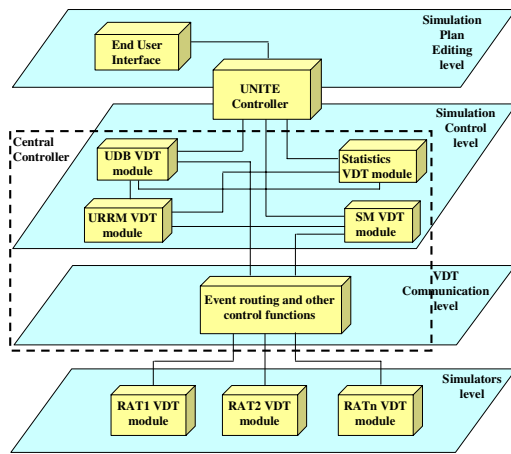 Simulation
Plan
Editing
level
End User
Interface
UNITE
Controller
Simulation
Control
level
Central
Controller
UDB VDT
module
Statistics
VDT module
URRM VDT
module
SM VDT
module
VDT
Communication
level
Event routing and other
control functions
Simulators
level
RAT1 VDT
module
RAT2 VDT
module
RATn VDT
module